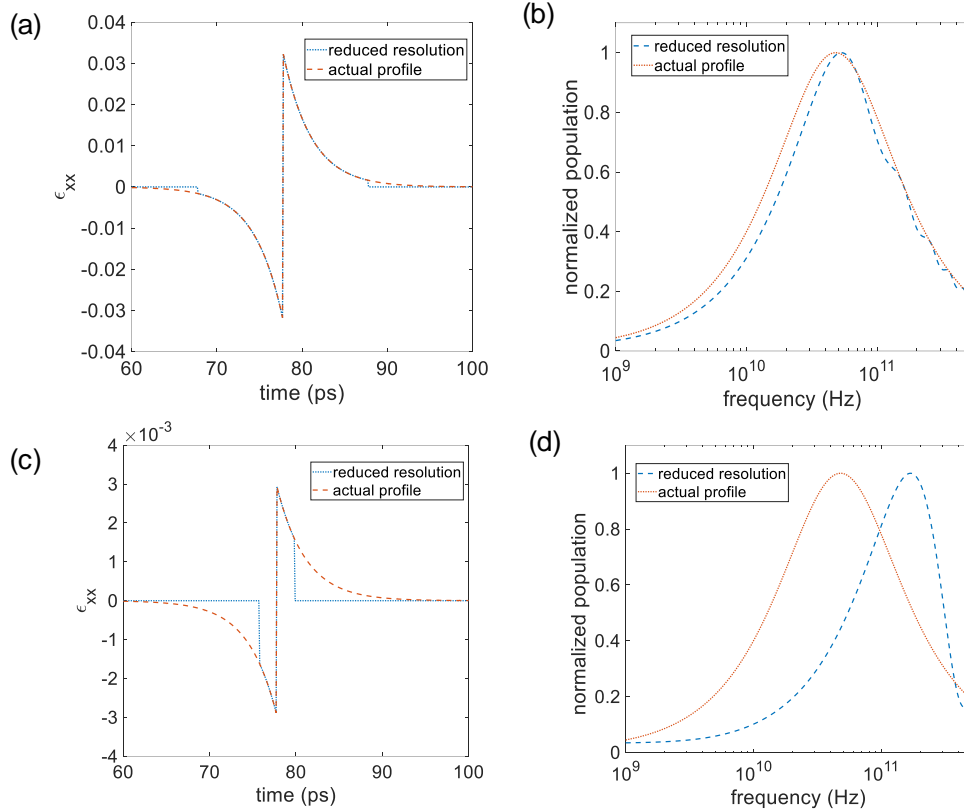 (a)
0.04
0.03
0.02
0.01
0
-0.01
-0.02
-0.03
-0.04
ϵxx
reduced resolution
actual profile
60 70 80 90 100
time (ps)
(b)
1
0.8
0.6
0.4
0.2
0
normalized population
reduced resolution
actual profile
10^9 10^10 10^11
frequency (Hz)
(c)
×10^-3
4
3
2
1
0
-1
-2
-3
-4
ϵxx
reduced resolution
actual profile
60 70 80 90 100
time (ps)
(d)
1
0.8
0.6
0.4
0.2
0
normalized population
reduced resolution
actual profile
10^9 10^10 10^11
frequency (Hz)